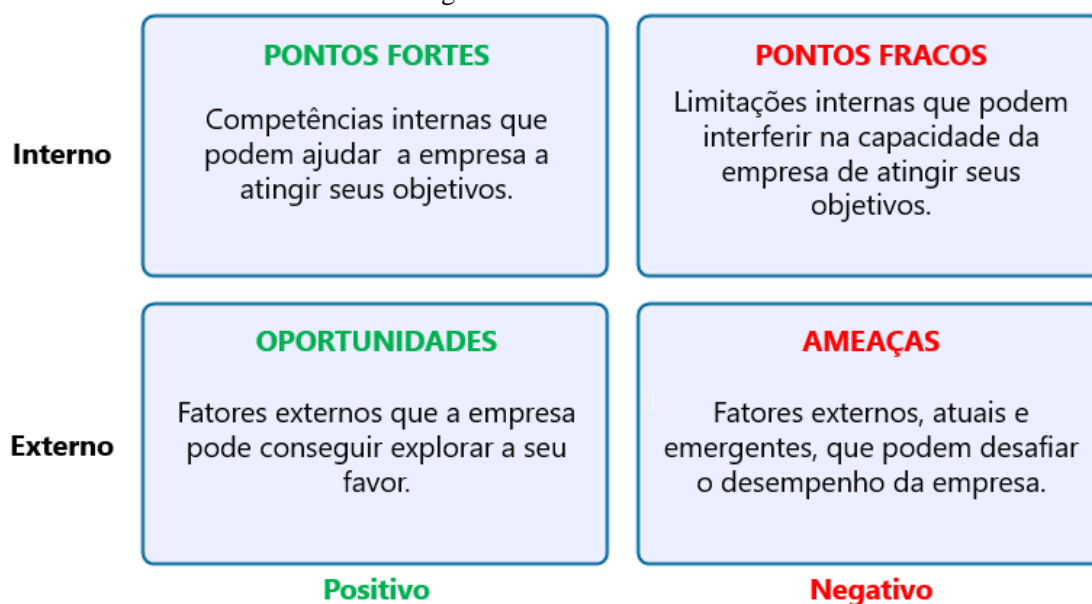 PONTOS FORTES
Competências internas que
podem ajudar a empresa a
atingir seus objetivos.
PONTOS FRACOS
Limitações internas que podem
interferir na capacidade da
empresa de atingir seus
objetivos.
Interno
OPORTUNIDADES
Fatores externos que a empresa
pode conseguir explorar a seu
favor.
AMEAÇAS
Fatores externos, atuais e
emergentes, que podem desafiar
o desempenho da empresa.
Externo
Positivo
Negativo